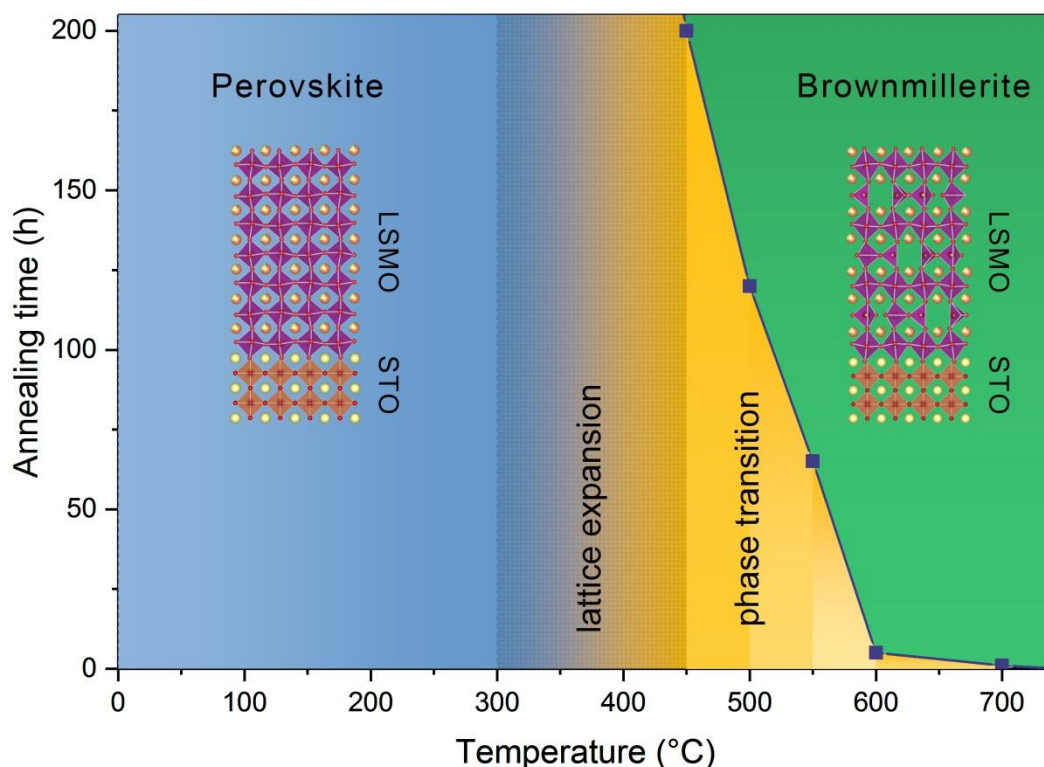 200
150
100
50
0
Annealing time (h)
Perovskite
LSMO
STO
lattice expansion
phase transition
Brownmillerite
LSMO
STO
0 100 200 300 400 500 600 700
Temperature (°C)